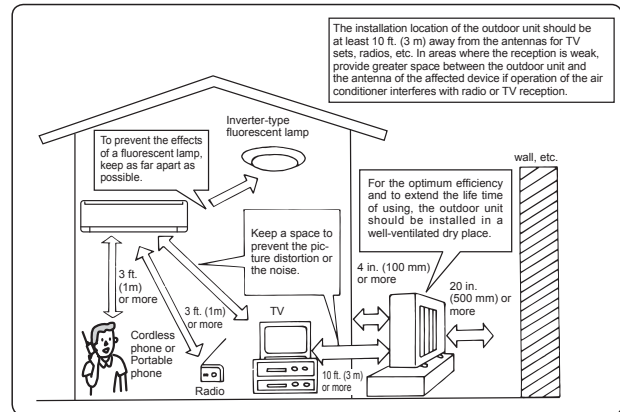 The installation location of the outdoor unit should be
at least 10 ft. (3 m) away from the antennas for TV
sets, radios, etc. In areas where the reception is weak,
provide greater space between the outdoor unit and
the antenna of the affected device if operation of the air
conditioner interferes with radio or TV reception.
Inverter-type
fluorescent lamp
To prevent the effects
of a fluorescent lamp,
keep as far apart as
possible.
wall, etc.
For the optimum efficiency
and to extend the life time
of using, the outdoor unit
should be installed in a
well-ventilated dry place.
Keep a space to
prevent the pic-
ture distortion or
the noise.
4 in. (100 mm)
or more
20 in.
(500 mm) or
more
3 ft.
(1m)
or more
3 ft. (1m)
or more
TV
Cordless
phone or
Portable
phone
Radio
10 ft. (3 m)
or more